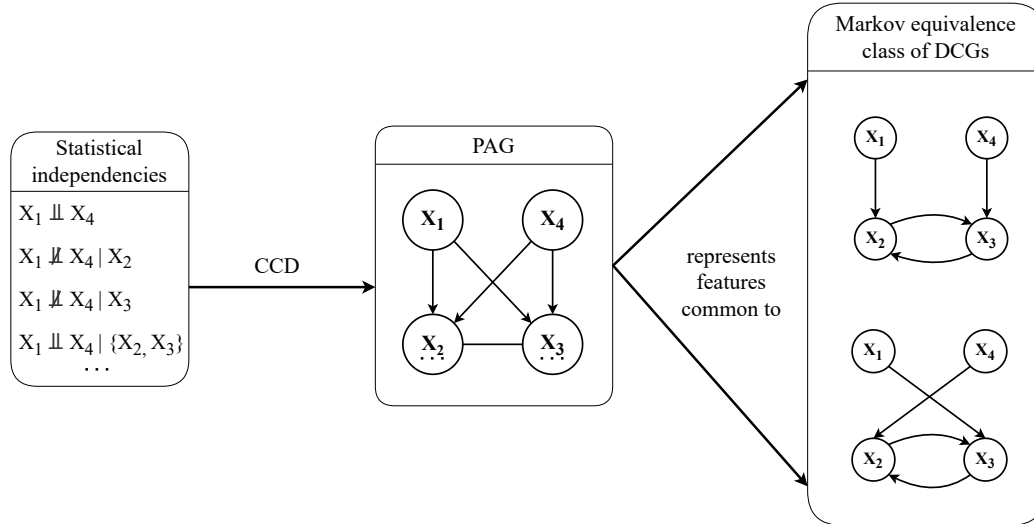 Statistical
independencies
X₁ ⫫ X₄
X₁ ⫫̸ X₄ | X₂
X₁ ⫫̸ X₄ | X₃
X₁ ⫫ X₄ | {X₂, X₃}
...
CCD
PAG
X₁ X₄
X₂ X₃
... ...
represents
features
common to
Markov equivalence
class of DCGs
X₁ X₄
X₂ X₃
X₁ X₄
X₂ X₃